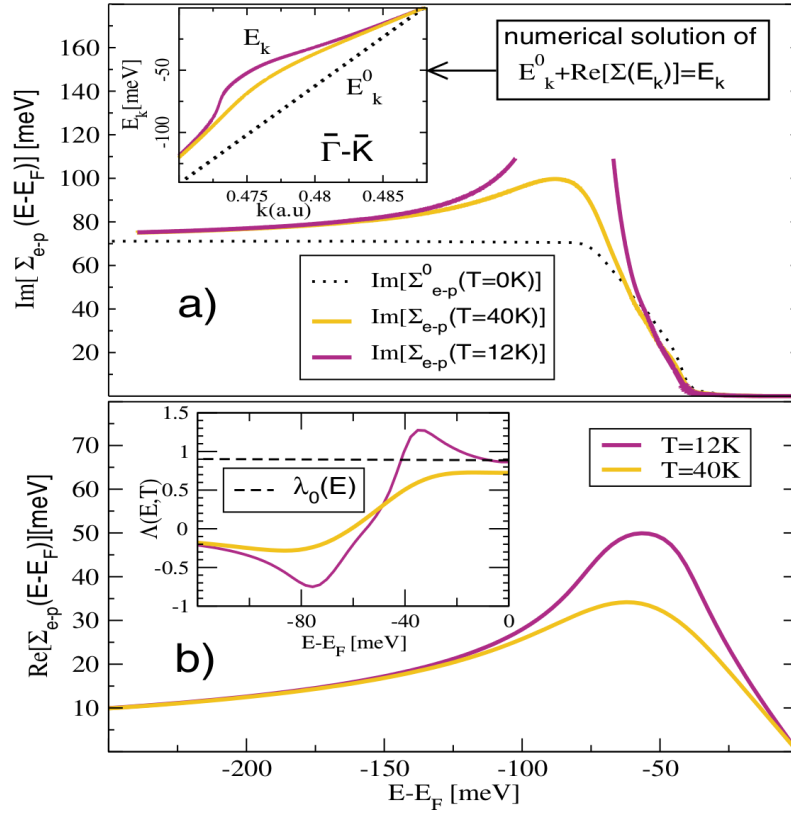 160
120
100
80
60
40
20
Im[ Σe-p (E-EF)] [meV]
a)
-50
-100
Ek[meV]
Ek
E0k
Γ̄-K̄
0.475
0.48
0.485
k(a.u)
numerical solution of
E0k+Re[Σ(Ek)]=Ek
Im[Σ0e-p(T=0K)]
Im[Σe-p(T=40K)]
Im[Σe-p(T=12K)]
70
60
50
40
30
20
10
Re[Σe-p(E-EF)][meV]
b)
1.5
1
0.5
0
-0.5
-1
Λ(E,T)
λ0(E)
-80
-40
0
E-EF [meV]
T=12K
T=40K
-200
-150
-100
-50
E-EF [meV]